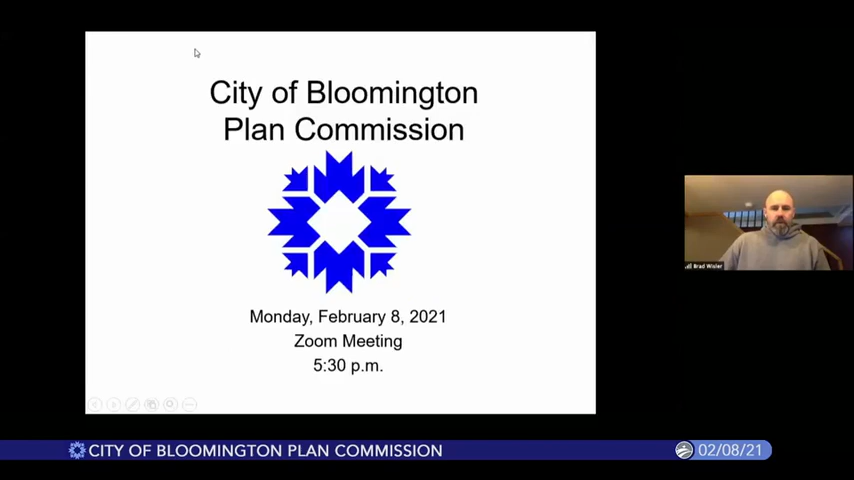 City of Bloomington
Plan Commission
Monday, February 8, 2021
Zoom Meeting
5:30 p.m.
Brad Wisler
CITY OF BLOOMINGTON PLAN COMMISSION
02/08/21